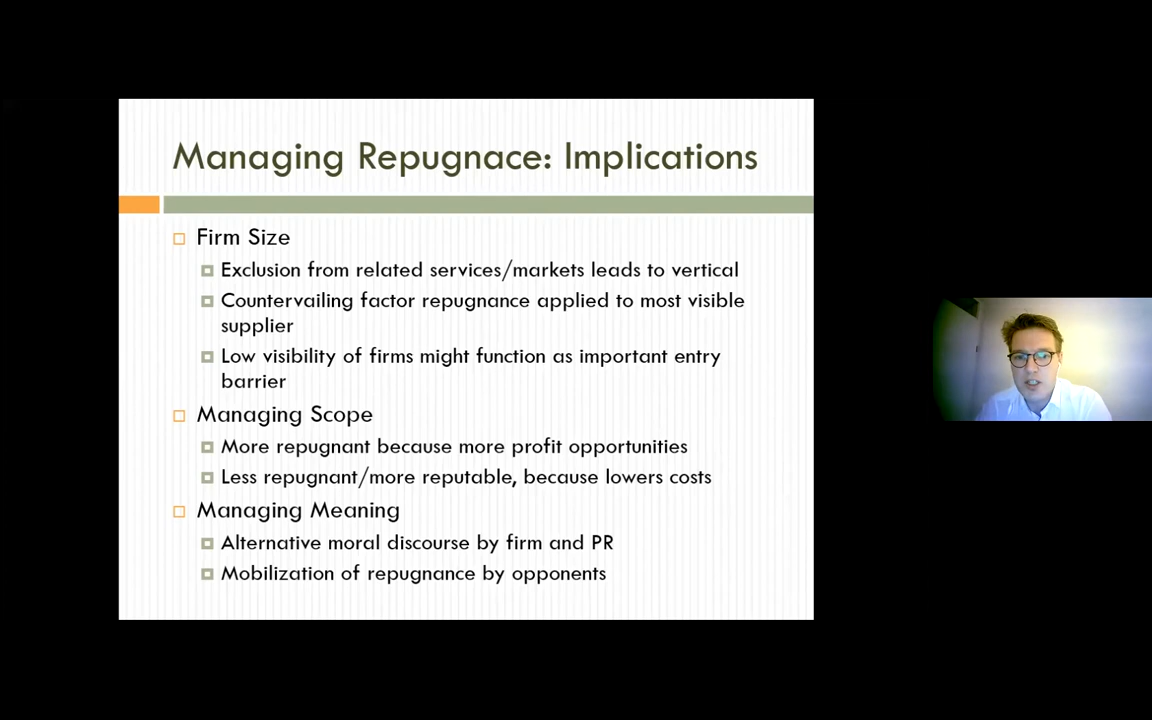 Managing Repugnace: Implications
Firm Size
Exclusion from related services/markets leads to vertical
Countervailing factor repugnance applied to most visible
supplier
Low visibility of firms might function as important entry
barrier
Managing Scope
More repugnant because more profit opportunities
Less repugnant/more reputable, because lowers costs
Managing Meaning
Alternative moral discourse by firm and PR
Mobilization of repugnance by opponents